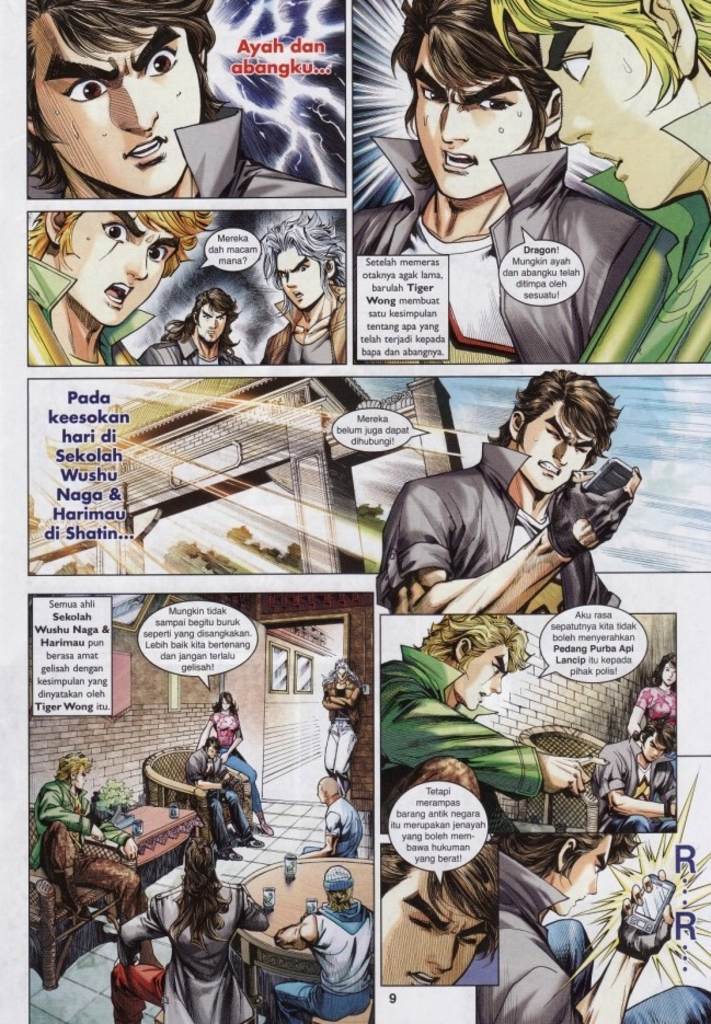 Ayah dan
abangku...
Mereka
dah macam
mana?
Setelah memeras
otaknya agak lama,
barulah Tiger
Wong membuat
satu kesimpulan
tentang apa yang
telah terjadi kepada
bapa dan abangnya.
Dragon!
Mungkin ayah
dan abangku telah
ditimpa oleh
sesuatu!
Pada
keesokan
hari di
Sekolah
Wushu
Naga &
Harimau
di Shatin...
Mereka
belum juga dapat
dihubungi!
Semua ahli
Sekolah
Wushu Naga &
Harimau pun
berasa amat
gelisah dengan
kesimpulan yang
dinyatakan oleh
Tiger Wong itu.
Mungkin tidak
sampai begitu buruk
seperti yang disangkakan.
Lebih baik kita bertenang
dan jangan terlalu
gelisah!
Aku rasa
sepatutnya kita tidak
boleh menyerahkan
Pedang Purba Api
Lancip itu kepada
pihak polis!
Tetapi
merampas
barang antik negara
itu merupakan jenayah
yang boleh mem-
bawa hukuman
yang berat!
R...
R...
9